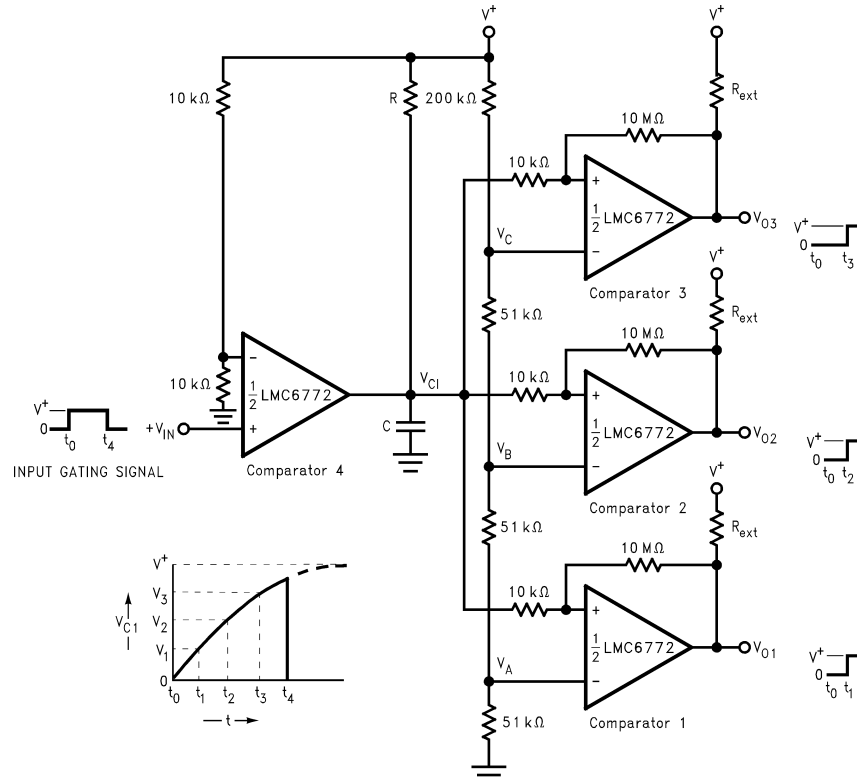 V+
V+
10 kΩ
R
200 kΩ
Rext
10 MΩ
10 kΩ
+
1/2 LMC6772
VO3
V+
0
t0
t3
VC
−
Comparator 3
V+
51 kΩ
Rext
10 MΩ
−
10 kΩ
1/2 LMC6772
VCI
10 kΩ
+
1/2 LMC6772
VO2
V+
0
t0
t2
V+
0
t0
t4
+VIN
+
C
VB
−
INPUT GATING SIGNAL
Comparator 4
Comparator 2
V+
51 kΩ
Rext
10 MΩ
V+
V3
VC1
V2
V1
0
t0
t1
t2
t3
t4
t
10 kΩ
+
1/2 LMC6772
VO1
V+
0
t0
t1
VA
−
51 kΩ
Comparator 1